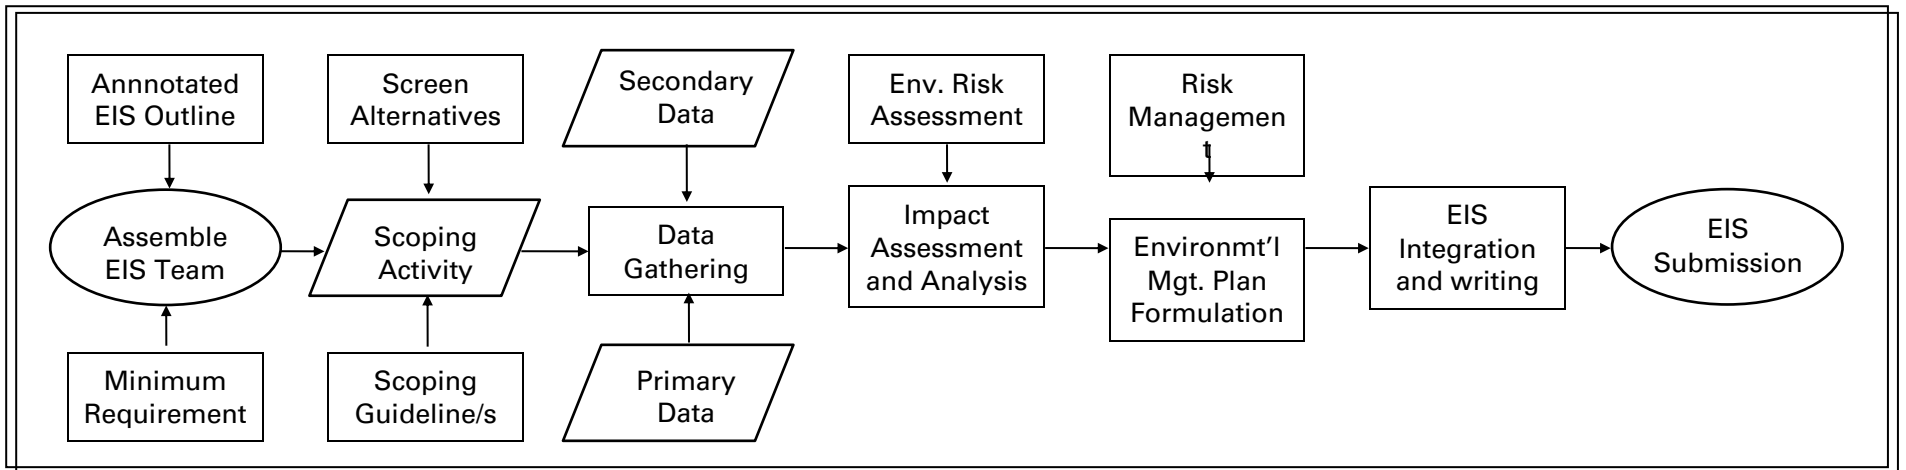 Annnotated
EIS Outline
Screen
Alternatives
Secondary
Data
Env. Risk
Assessment
Risk
Managemen
t
Assemble
EIS Team
Scoping
Activity
Data
Gathering
Impact
Assessment
and Analysis
Environmt'l
Mgt. Plan
Formulation
EIS
Integration
and writing
EIS
Submission
Minimum
Requirement
Scoping
Guideline/s
Primary
Data